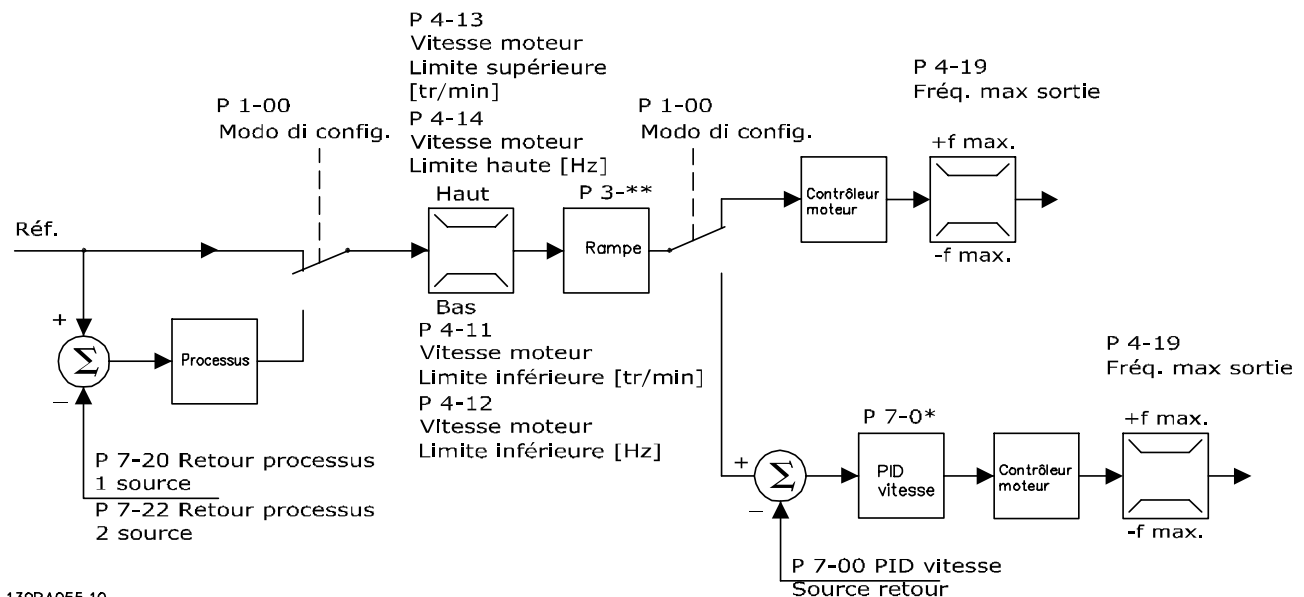 P 4-13
Vitesse moteur
Limite supérieure
[tr/min]
P 4-14
Vitesse moteur
Limite haute [Hz]
P 1-00
Modo di config.
P 1-00
Modo di config.
P 4-19
Fréq. max sortie
+f max.
Haut
P 3-**
Contrôleur
moteur
Réf.
Rampe
-f max.
Bas
P 4-11
Vitesse moteur
Limite inférieure [tr/min]
P 4-12
Vitesse moteur
Limite inférieure [Hz]
+
Σ
Processus
–
P 7-20 Retour processus
1 source
P 7-22 Retour processus
2 source
P 4-19
Fréq. max sortie
P 7-0*
+f max.
+
Σ
PID
vitesse
Contrôleur
moteur
–
-f max.
P 7-00 PID vitesse
Source retour